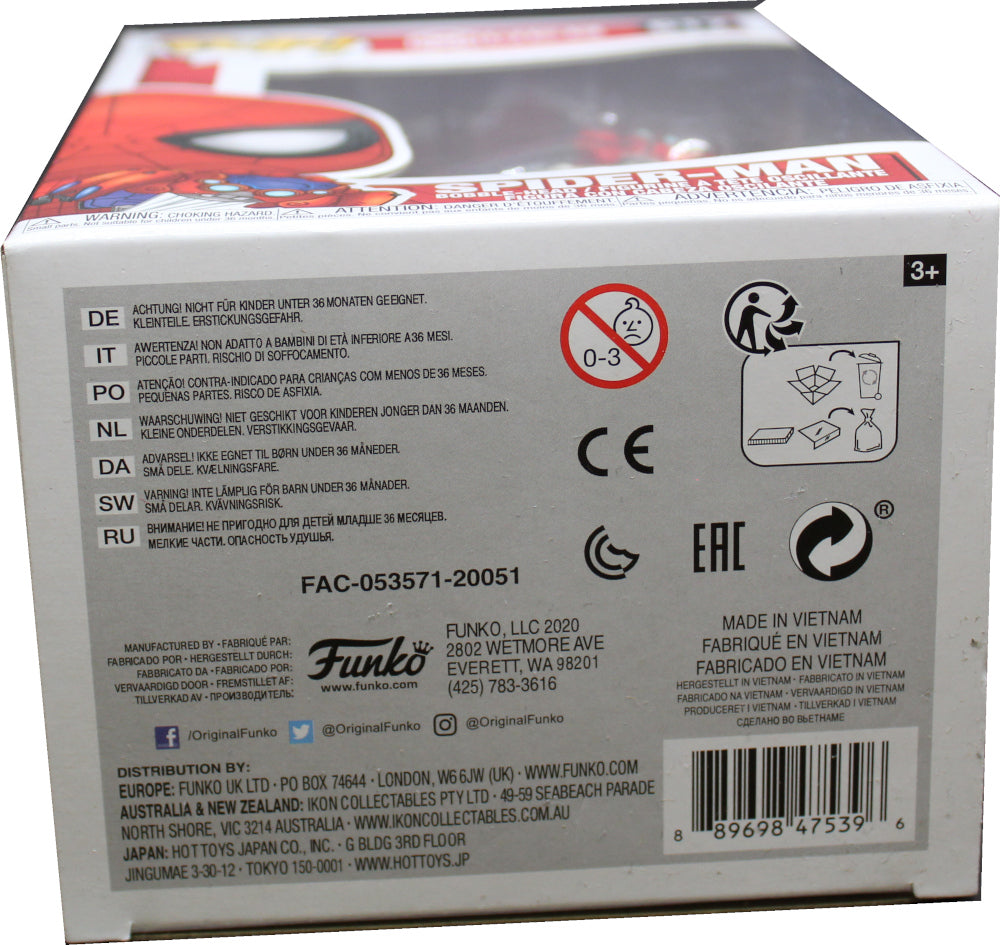 SPIDER-MAN
WARNING: CHOKING HAZARD
Small parts. Not suitable for children under 36 months.
ATTENTION: DANGER D'ÉTOUFFEMENT
ADVERTENCIA: PELIGRO DE ASFIXIA
3+
DE ACHTUNG! NICHT FÜR KINDER UNTER 36 MONATEN GEEIGNET.
KLEINTEILE. ERSTICKUNGSGEFAHR.
IT AWERTENZA! NON ADATTO A BAMBINI DI ETÀ INFERIORE A 36 MESI.
PICCOLE PARTI. RISCHIO DI SOFFOCAMENTO.
PO ATENÇÃO! CONTRA-INDICADO PARA CRIANÇAS COM MENOS DE 36 MESES.
PEQUENAS PARTES. RISCO DE ASFIXIA.
NL WAARSCHUWING! NIET GESCHIKT VOOR KINDEREN JONGER DAN 36 MAANDEN.
KLEINE ONDERDELEN. VERSTIKKINGSGEVAAR.
DA ADVARSEL! IKKE EGNET TIL BØRN UNDER 36 MÅNEDER.
SMÅ DELE. KVÆLNINGSFARE.
SW VARNING! INTE LÄMPLIG FÖR BARN UNDER 36 MÅNADER.
SMÅ DELAR. KVÄVNINGSRISK.
RU ВНИМАНИЕ! НЕ ПРИГОДНО ДЛЯ ДЕТЕЙ МЛАДШЕ 36 МЕСЯЦЕВ.
МЕЛКИЕ ЧАСТИ. ОПАСНОСТЬ УДУШЬЯ.
0-3
CE
EAC
®
FAC-053571-20051
MANUFACTURED BY • FABRIQUÉ PAR:
FABRICADO POR • HERGESTELLT DURCH:
FABBRICATO DA • FABRICADO POR:
VERVAARDIGD DOOR • FREMSTILLET AF:
TILLVERKAD AV • ПРОИЗВОДИТЕЛЬ:
Funko
www.funko.com
FUNKO, LLC 2020
2802 WETMORE AVE
EVERETT, WA 98201
(425) 783-3616
MADE IN VIETNAM
FABRIQUÉ EN VIETNAM
FABRICADO EN VIETNAM
HERGESTELLT IN VIETNAM • FABBRICATO IN VIETNAM
FABRICADO NA VIETNAM • VERVAARDIGD IN VIETNAM
PRODUCERET I VIETNAM • TILLVERKAD I VIETNAM
СДЕЛАНО ВО ВЬЕТНАМЕ
f /OriginalFunko @OriginalFunko @OriginalFunko
DISTRIBUTION BY:
EUROPE: FUNKO UK LTD • PO BOX 74644 • LONDON, W6 6JW (UK) • WWW.FUNKO.COM
AUSTRALIA & NEW ZEALAND: IKON COLLECTABLES PTY LTD • 49-59 SEABEACH PARADE
NORTH SHORE, VIC 3214 AUSTRALIA • WWW.IKONCOLLECTABLES.COM.AU
JAPAN: HOT TOYS JAPAN CO., INC. • G BLDG 3RD FLOOR
JINGUMAE 3-30-12 • TOKYO 150-0001 • WWW.HOTTOYS.JP
8 89698 47539 6